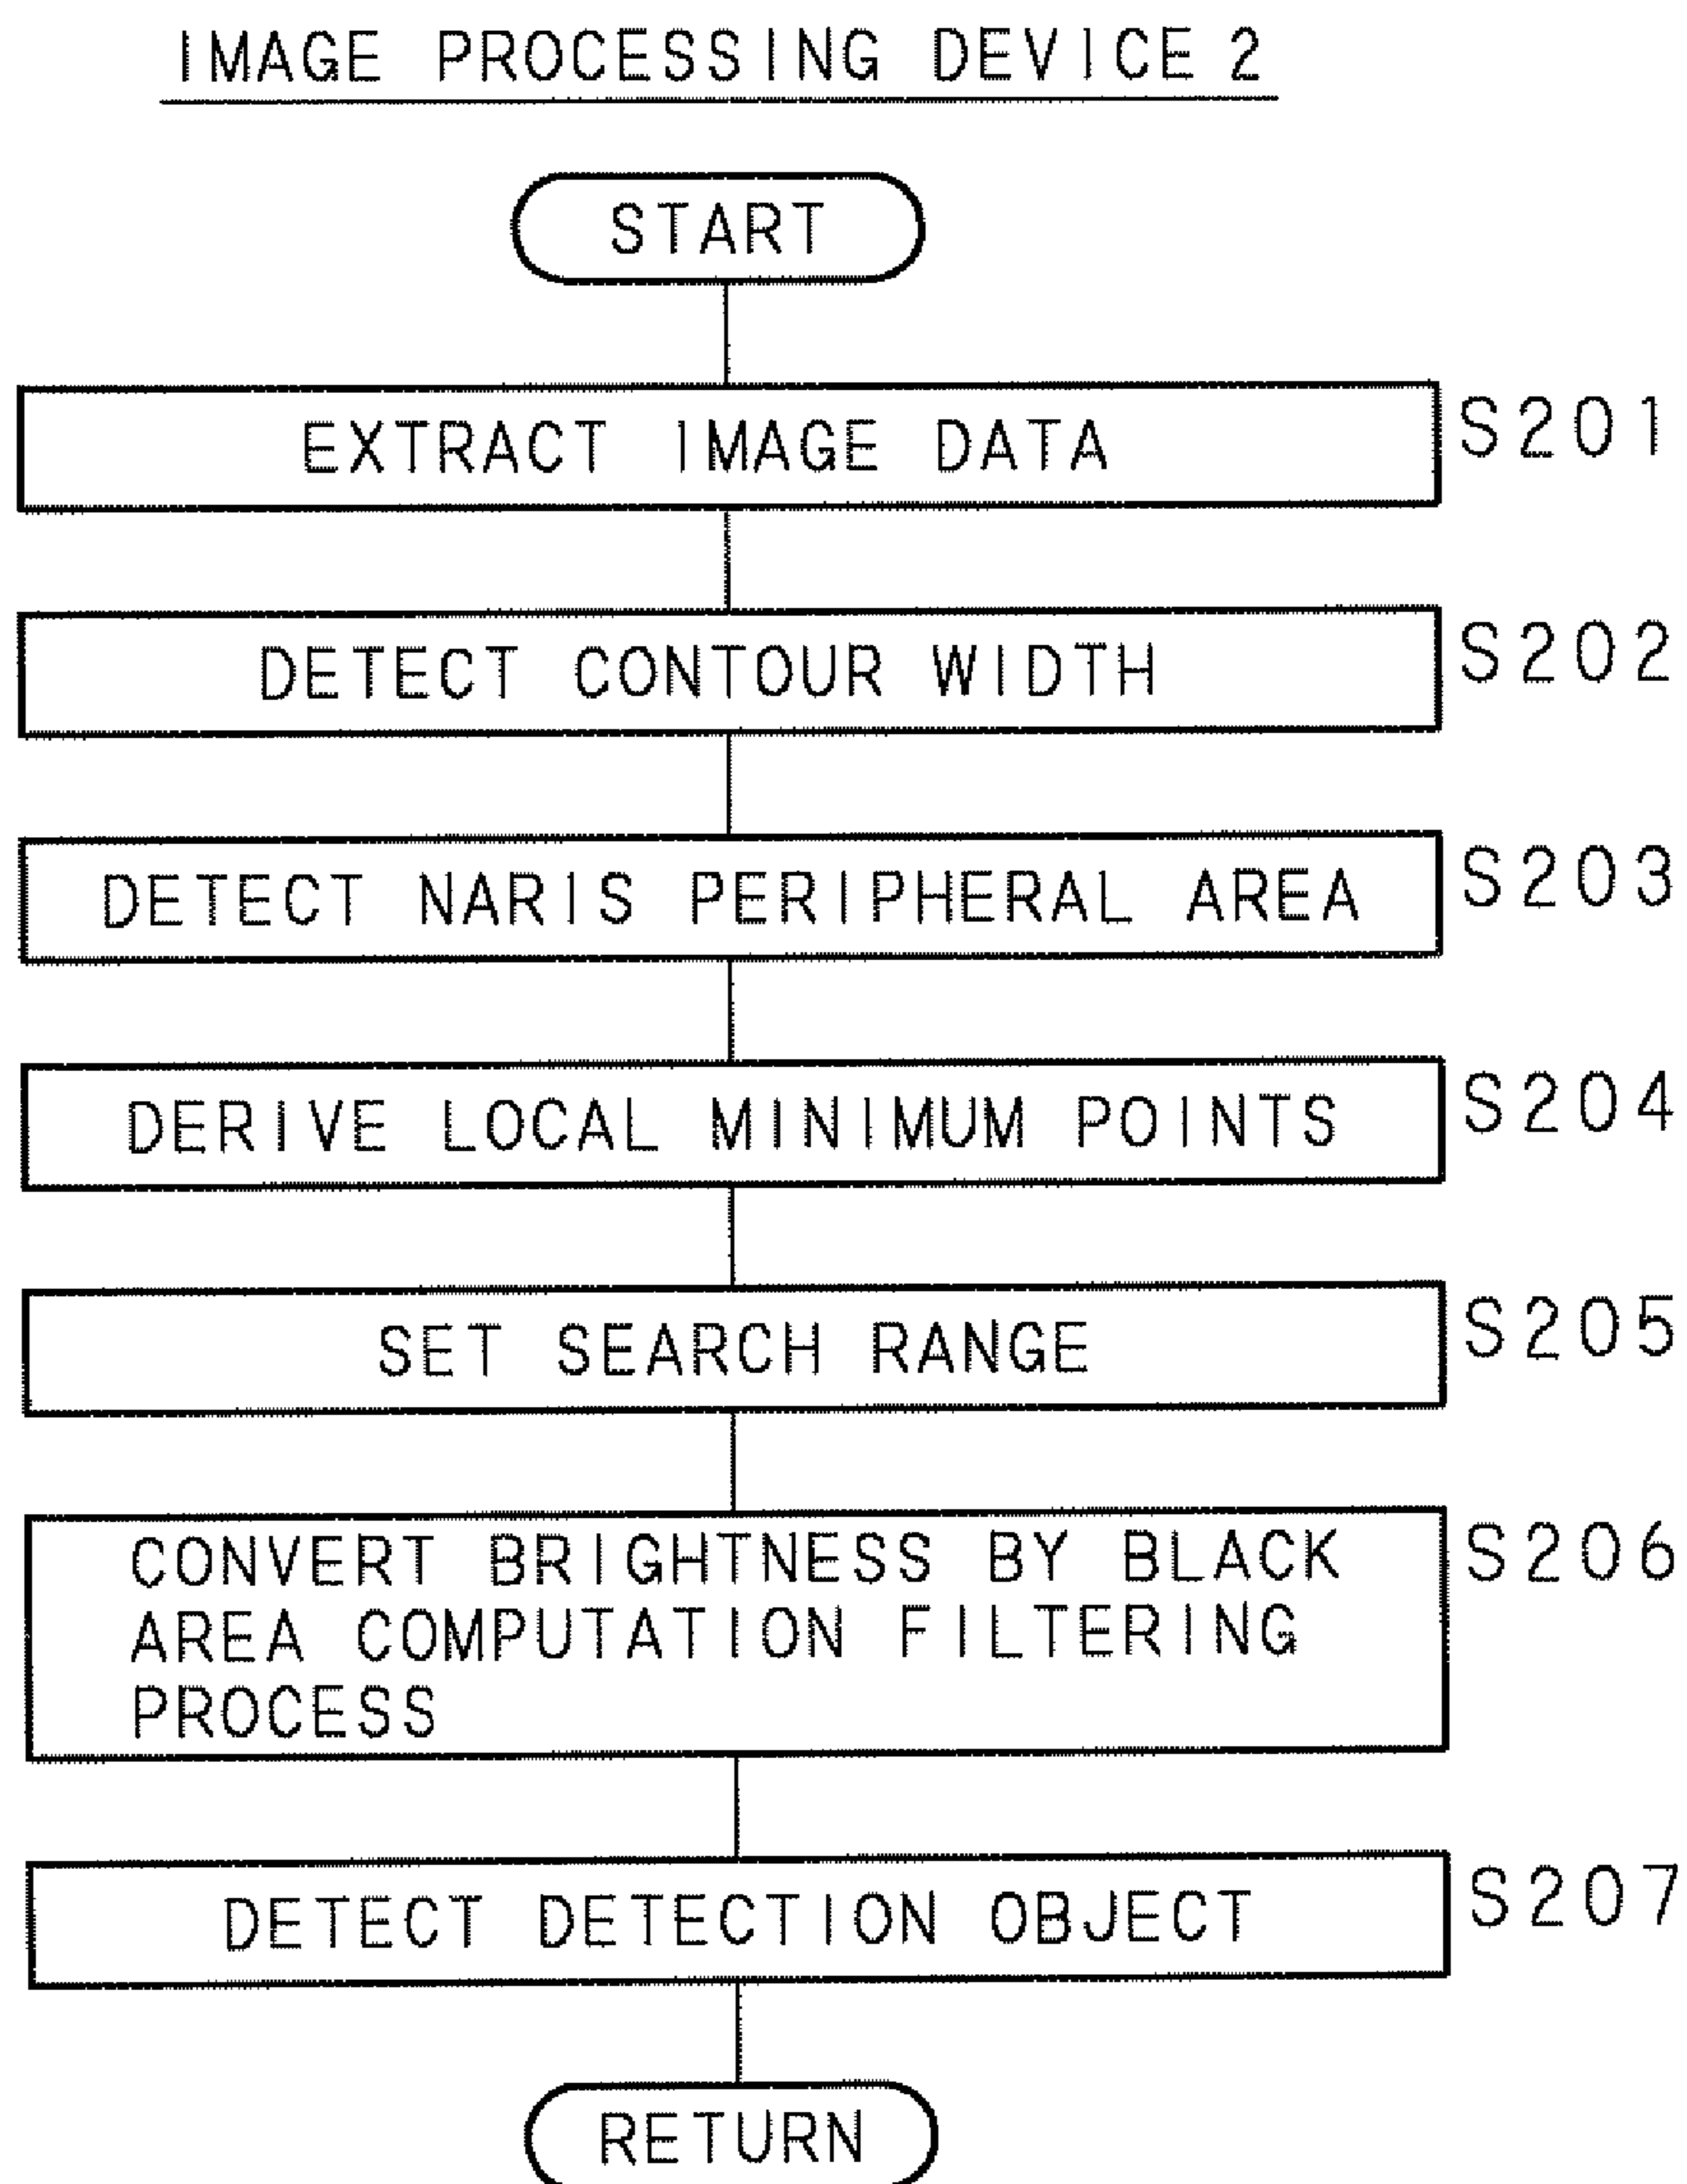 IMAGE PROCESSING DEVICE 2
START
EXTRACT IMAGE DATA
S201
DETECT CONTOUR WIDTH
S202
DETECT NARIS PERIPHERAL AREA
S203
DERIVE LOCAL MINIMUM POINTS
S204
SET SEARCH RANGE
S205
CONVERT BRIGHTNESS BY BLACK
AREA COMPUTATION FILTERING
PROCESS
S206
DETECT DETECTION OBJECT
S207
RETURN